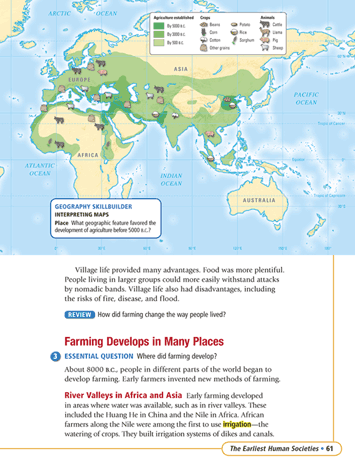 ARCTIC OCEAN
Agriculture established
By 5000 B.C.
By 3000 B.C.
By 500 B.C.
Crops
Beans
Corn
Cotton
Other grains
Potato
Rice
Sorghum
Animals
Cattle
Llama
Pig
Sheep
ASIA
EUROPE
PACIFIC
OCEAN
Tropic of Cancer
AFRICA
Equator
ATLANTIC
OCEAN
INDIAN
OCEAN
Tropic of Capricorn
AUSTRALIA
GEOGRAPHY SKILLBUILDER
INTERPRETING MAPS
Place What geographic feature favored the
development of agriculture before 5000 B.C.?
Village life provided many advantages. Food was more plentiful.
People living in larger groups could more easily withstand attacks
by nomadic bands. Village life also had disadvantages, including
the risks of fire, disease, and flood.
REVIEW How did farming change the way people lived?
Farming Develops in Many Places
3 ESSENTIAL QUESTION Where did farming develop?
About 8000 B.C., people in different parts of the world began to
develop farming. Early farmers invented new methods of farming.
River Valleys in Africa and Asia Early farming developed
in areas where water was available, such as in river valleys. These
included the Huang He in China and the Nile in Africa. African
farmers along the Nile were among the first to use irrigation—the
watering of crops. They built irrigation systems of dikes and canals.
The Earliest Human Societies • 61